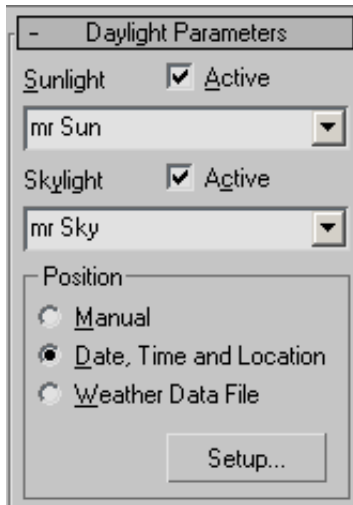 - Daylight Parameters
Sunlight Active
mr Sun
Skylight Active
mr Sky
Position
Manual
Date, Time and Location
Weather Data File
Setup...